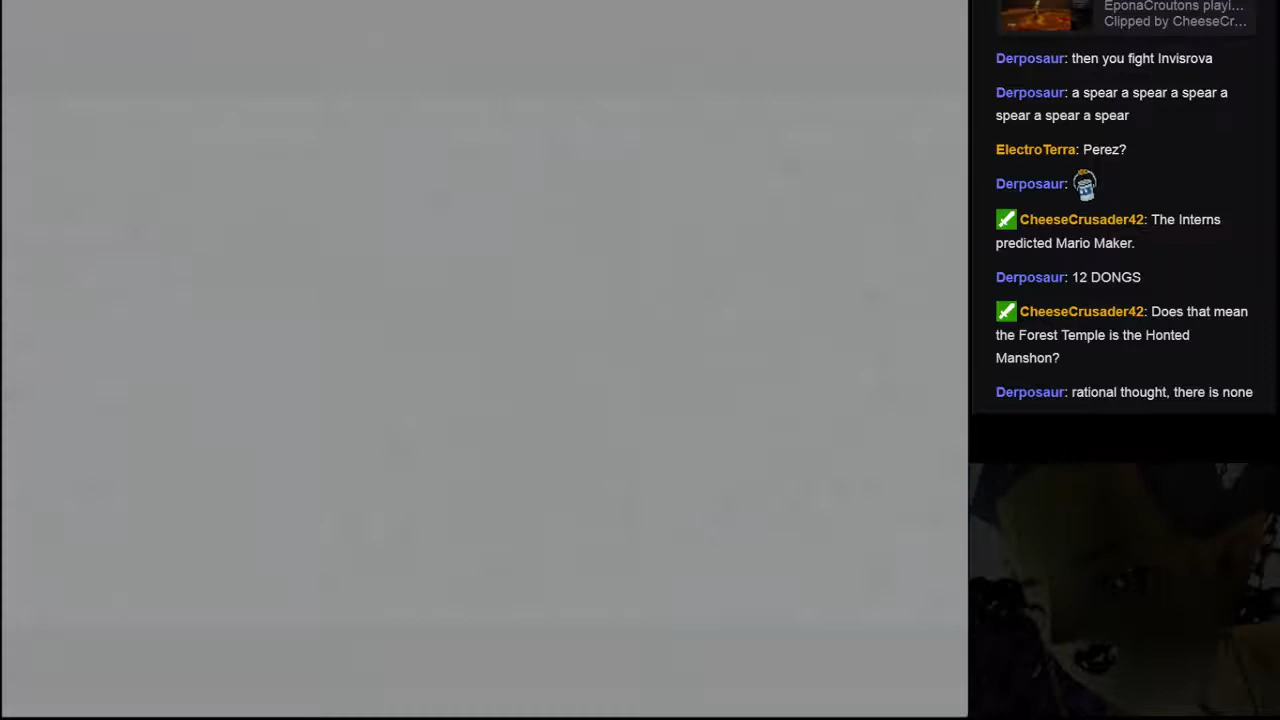 EponaCroutons playi...
Clipped by CheeseCr...
Derposaur: then you fight Invisrova
Derposaur: a spear a spear a spear a
spear a spear a spear
ElectroTerra: Perez?
Derposaur:
CheeseCrusader42: The Interns
predicted Mario Maker.
Derposaur: 12 DONGS
CheeseCrusader42: Does that mean
the Forest Temple is the Honted
Manshon?
Derposaur: rational thought, there is none